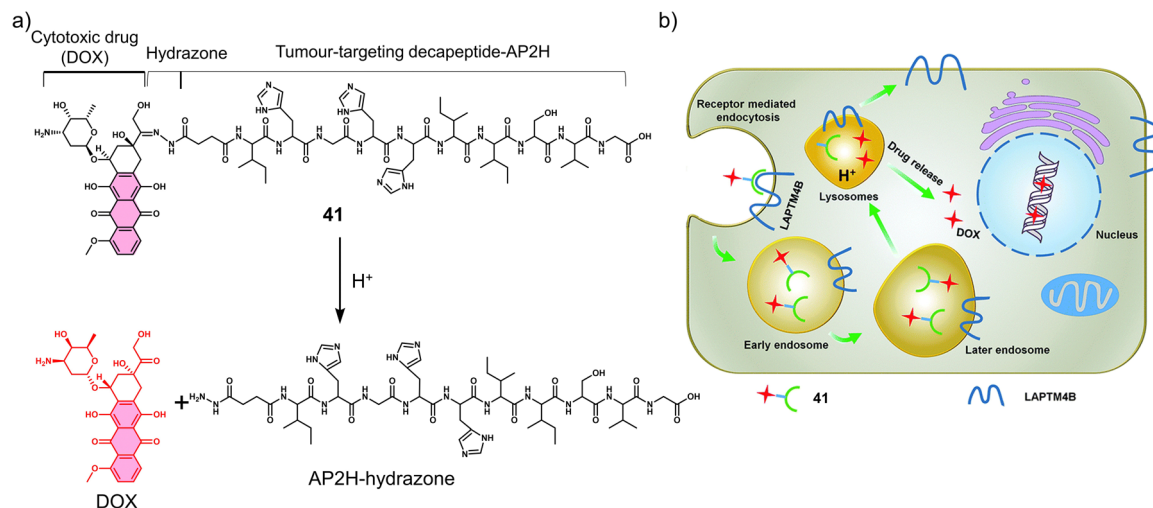 a)
Cytotoxic drug
(DOX)
Hydrazone
Tumour-targeting decapeptide-AP2H
41
H⁺
DOX
+
AP2H-hydrazone
b)
Receptor mediated
endocytosis
LAPTM4B
H⁺
Lysosomes
Drug release
DOX
Nucleus
Early endosome
Later endosome
41
LAPTM4B